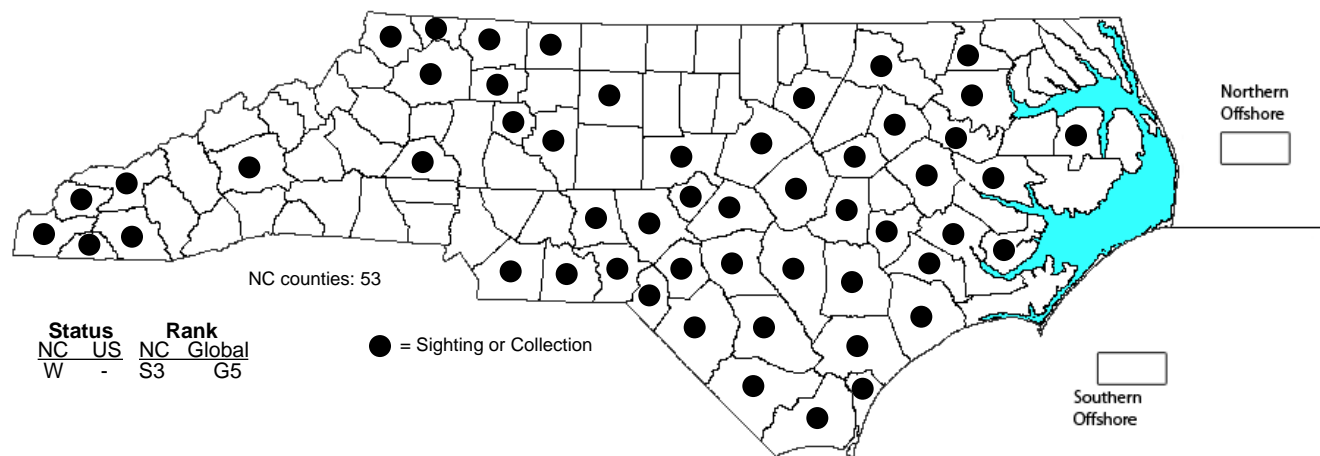 Northern
Offshore
NC counties: 53
Status Rank
NC US NC Global
W - S3 G5
= Sighting or Collection
Southern
Offshore